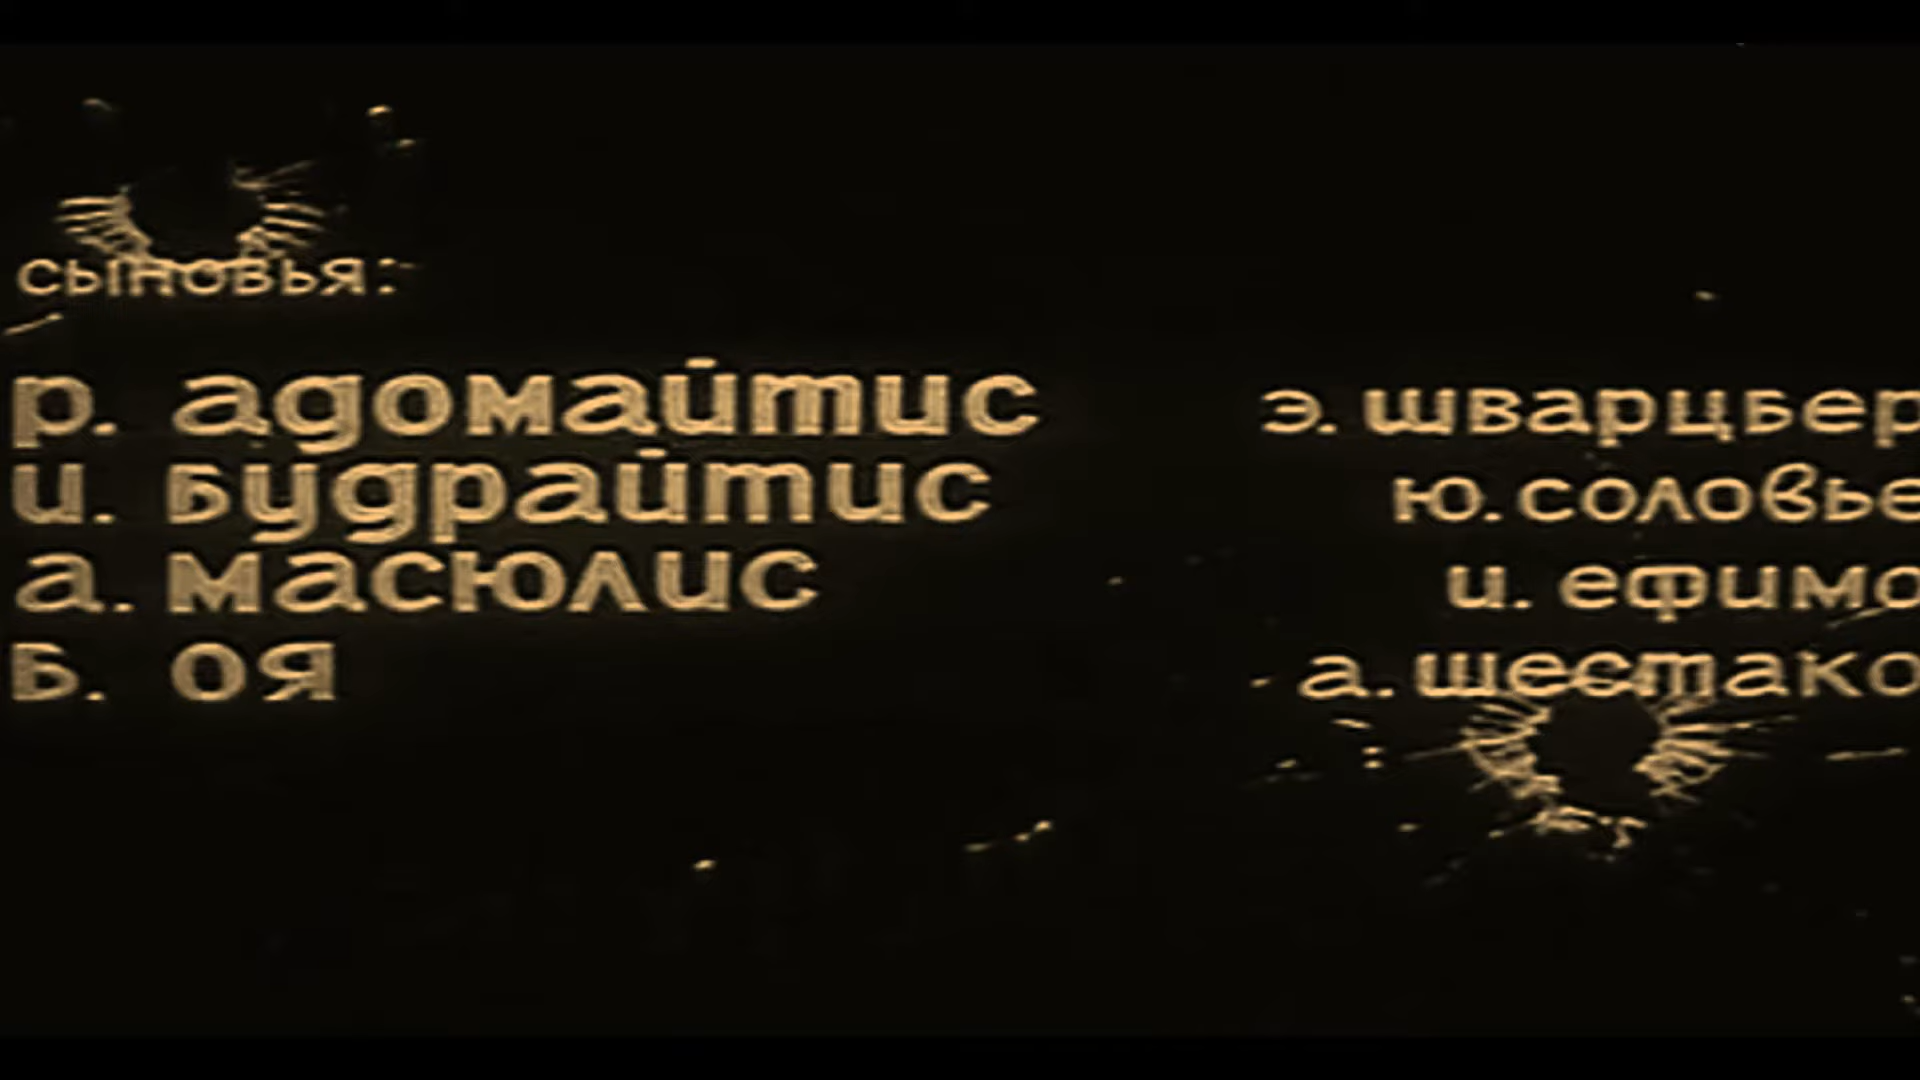 сыновья:
р. адомайтис
и. будрайтис
а. масюлис
б. оя
э. шварцбер
ю. соловье
и. ефимо
а. шестако